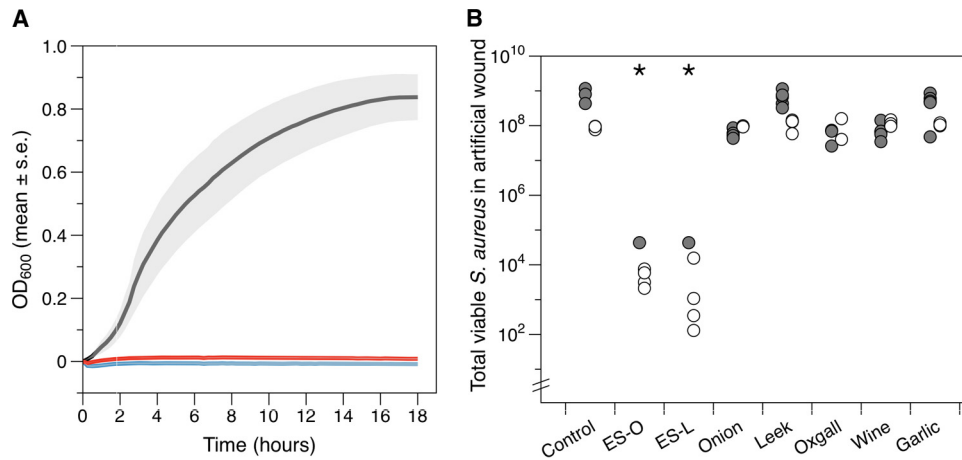 A
1.0
0.8
0.6
0.4
0.2
0
OD600 (mean ± s.e.)
0 2 4 6 8 10 12 14 16 18
Time (hours)
B
10^10
10^8
10^6
10^4
10^2
Total viable S. aureus in artificial wound
* *
Control ES-O ES-L Onion Leek Oxgall Wine Garlic